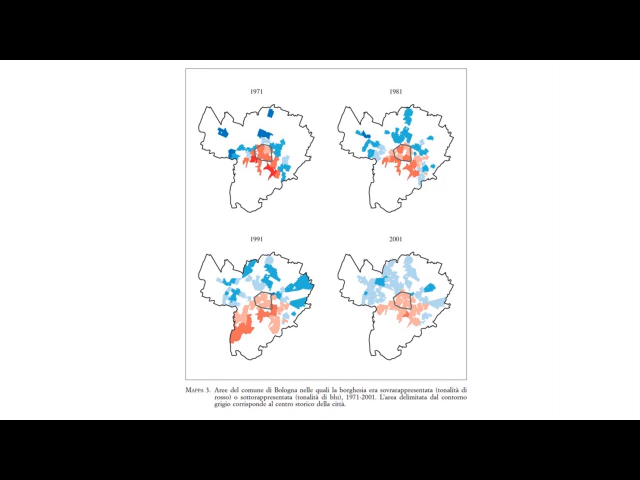 1971
1981
1991
2001
MAPPA 3. Aree del comune di Bologna nelle quali la borghesia era sovrarappresentata (tonalità di
rosso) o sottorappresentata (tonalità di blu), 1971-2001. L'area delimitata dal contorno
grigio corrisponde al centro storico della città.